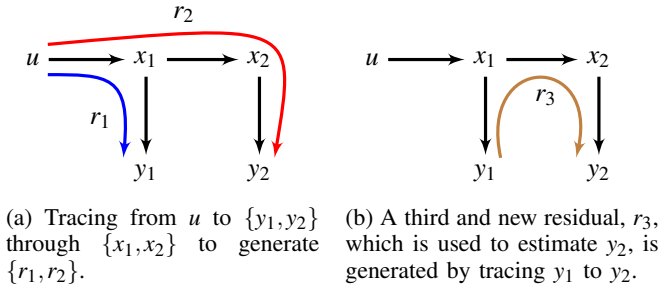 r₂
u x₁ x₂
r₁
y₁ y₂
u x₁ x₂
r₃
y₁ y₂
(a) Tracing from u to {y₁,y₂}
through {x₁,x₂} to generate
{r₁,r₂}.
(b) A third and new residual, r₃,
which is used to estimate y₂, is
generated by tracing y₁ to y₂.